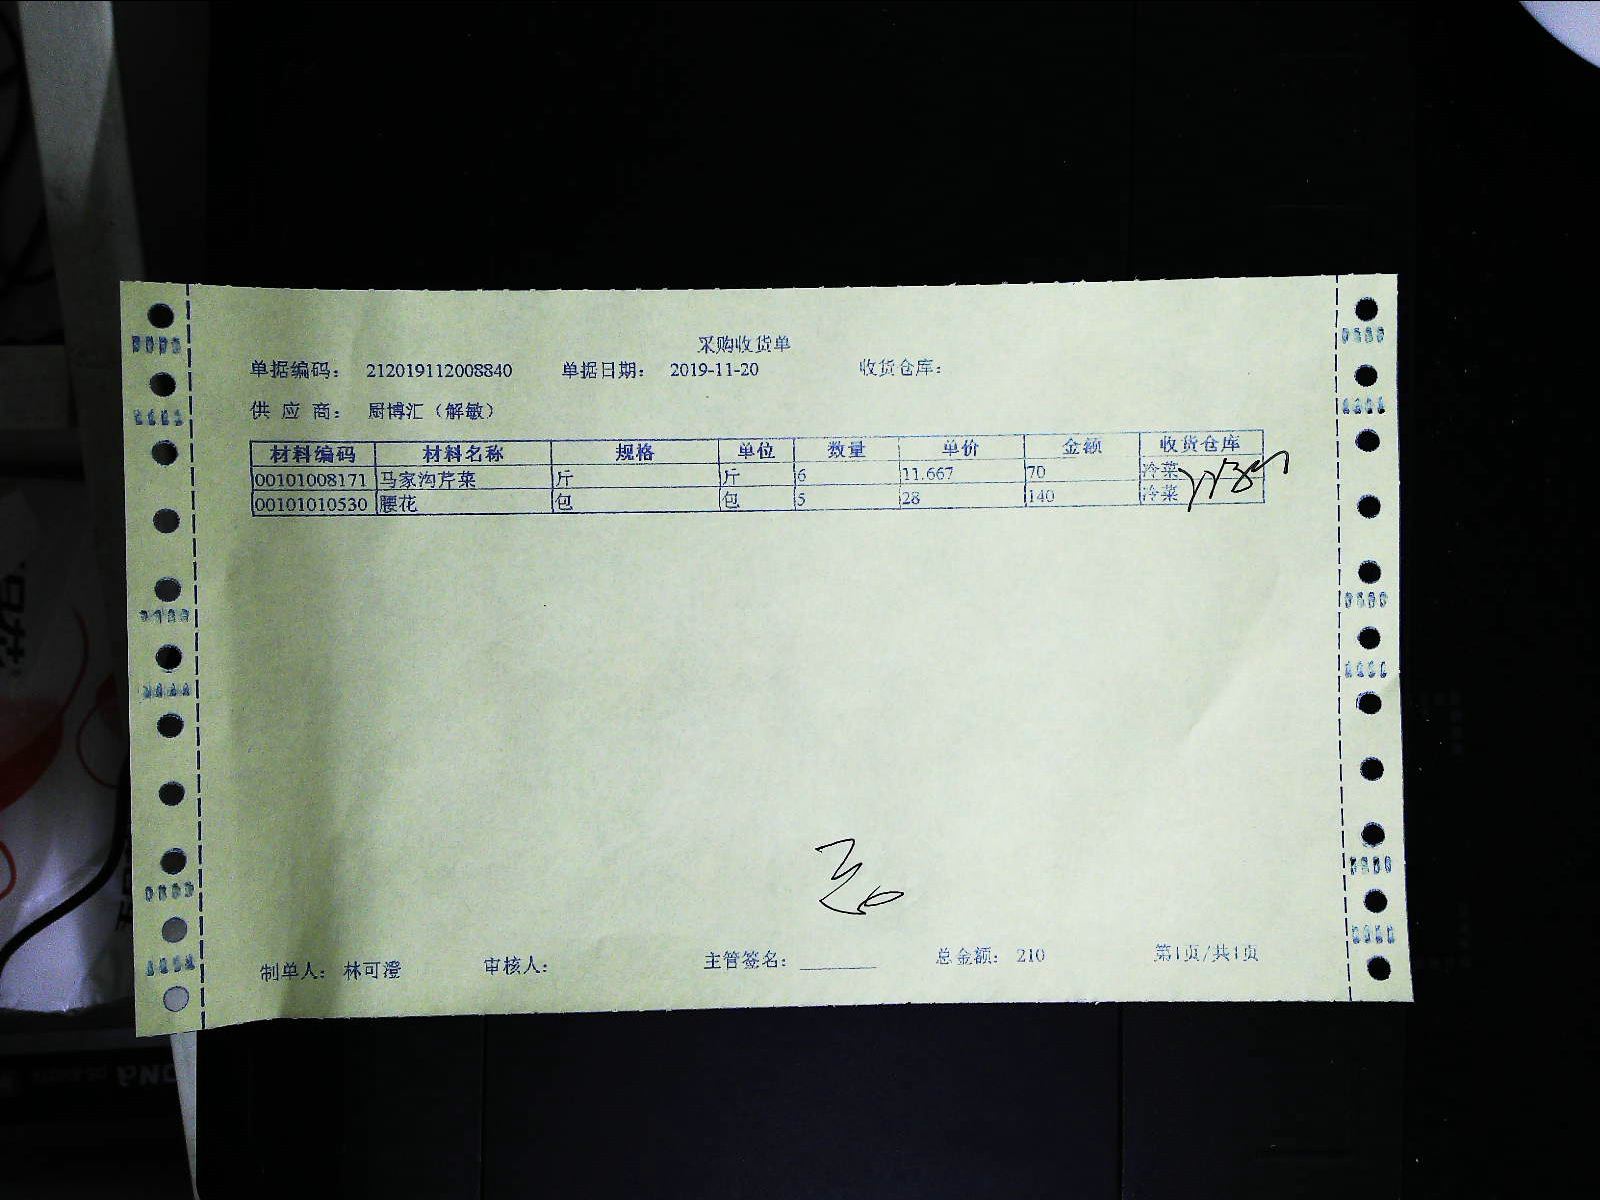 采购收货单
单据编码： 212019112008840 单据日期： 2019-11-20 收货仓库：
供 应 商： 厨博汇（解敏）
材料编码 材料名称 规格 单位 数量 单价 金额 收货仓库
00101008171 马家沟芹菜 斤 斤 6 11.667 70 冷菜
00101010530 腰花 包 包 5 28 140 冷菜
制单人： 林可澄 审核人： 主管签名： 总金额： 210 第1页/共1页